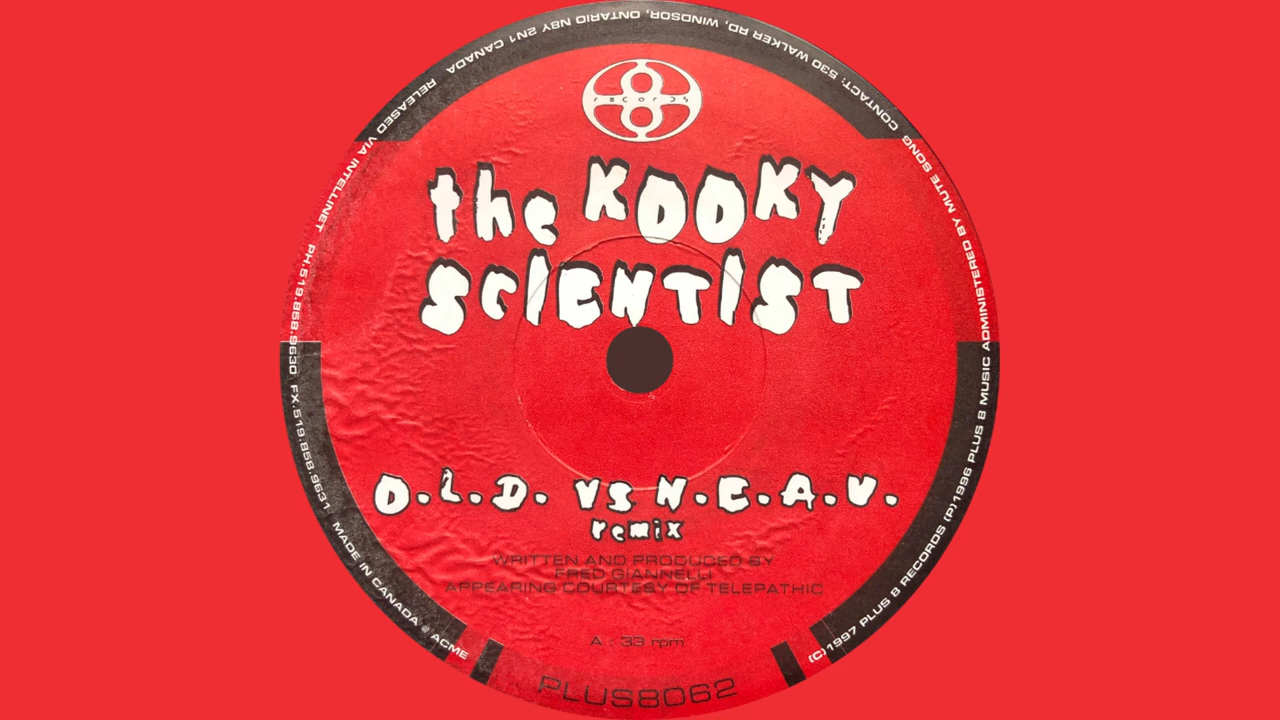 records
the KOOKY
SCIENTIST
O.L.D. VS N.E.A.V.
remix
WRITTEN AND PRODUCED BY
FRED GIANNELLI
APPEARING COURTESY OF TELEPATHIC
A : 33 rpm
PLUS8062
(C)1997 PLUS 8 RECORDS (P)1996 PLUS 8 MUSIC ADMINISTERED BY MUTE SONG CONTACT: 530 WALKER RD, WINDSOR, ONTARIO N8Y 2N1 CANADA RELEASED VIA INTELLINET PH.519.858.9630 FX.519.858.9631 MADE IN CANADA @ ACME